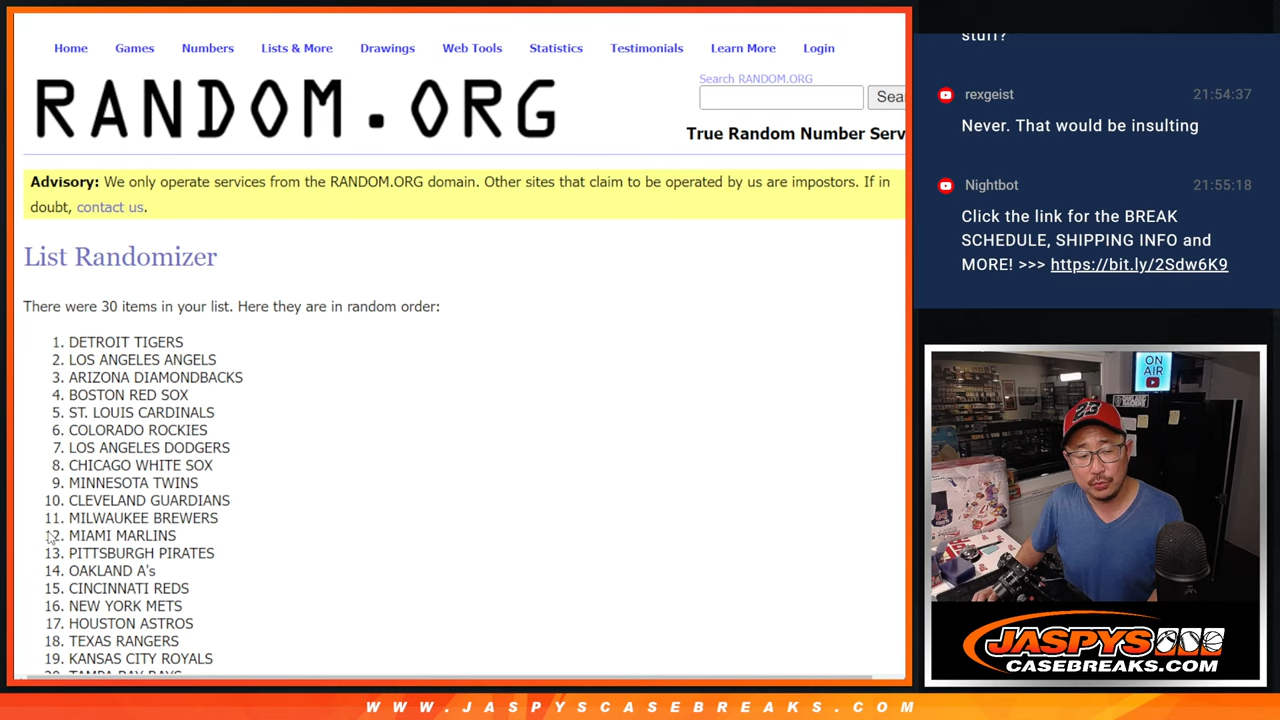 Home Games Numbers Lists & More Drawings Web Tools Statistics Testimonials Learn More Login
RANDOM.ORG
Search RANDOM.ORG
Sea
True Random Number Serv
Advisory: We only operate services from the RANDOM.ORG domain. Other sites that claim to be operated by us are impostors. If in
doubt, contact us.
List Randomizer
There were 30 items in your list. Here they are in random order:
1. DETROIT TIGERS
2. LOS ANGELES ANGELS
3. ARIZONA DIAMONDBACKS
4. BOSTON RED SOX
5. ST. LOUIS CARDINALS
6. COLORADO ROCKIES
7. LOS ANGELES DODGERS
8. CHICAGO WHITE SOX
9. MINNESOTA TWINS
10. CLEVELAND GUARDIANS
11. MILWAUKEE BREWERS
12. MIAMI MARLINS
13. PITTSBURGH PIRATES
14. OAKLAND A's
15. CINCINNATI REDS
16. NEW YORK METS
17. HOUSTON ASTROS
18. TEXAS RANGERS
19. KANSAS CITY ROYALS
20. TAMPA BAY RAYS
stuff?
rexgeist 21:54:37
Never. That would be insulting
Nightbot 21:55:18
Click the link for the BREAK
SCHEDULE, SHIPPING INFO and
MORE! >>> https://bit.ly/2Sdw6K9
ON
AIR
23
JASPYS
CASEBREAKS.COM
WWW.JASPYSCASEBREAKS.COM